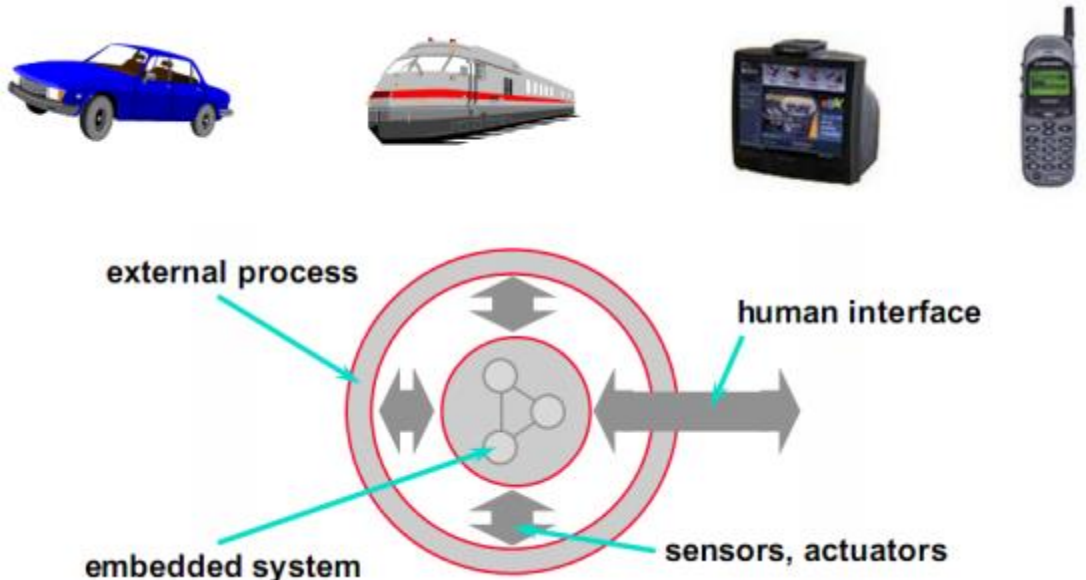 external process
human interface
embedded system
sensors, actuators